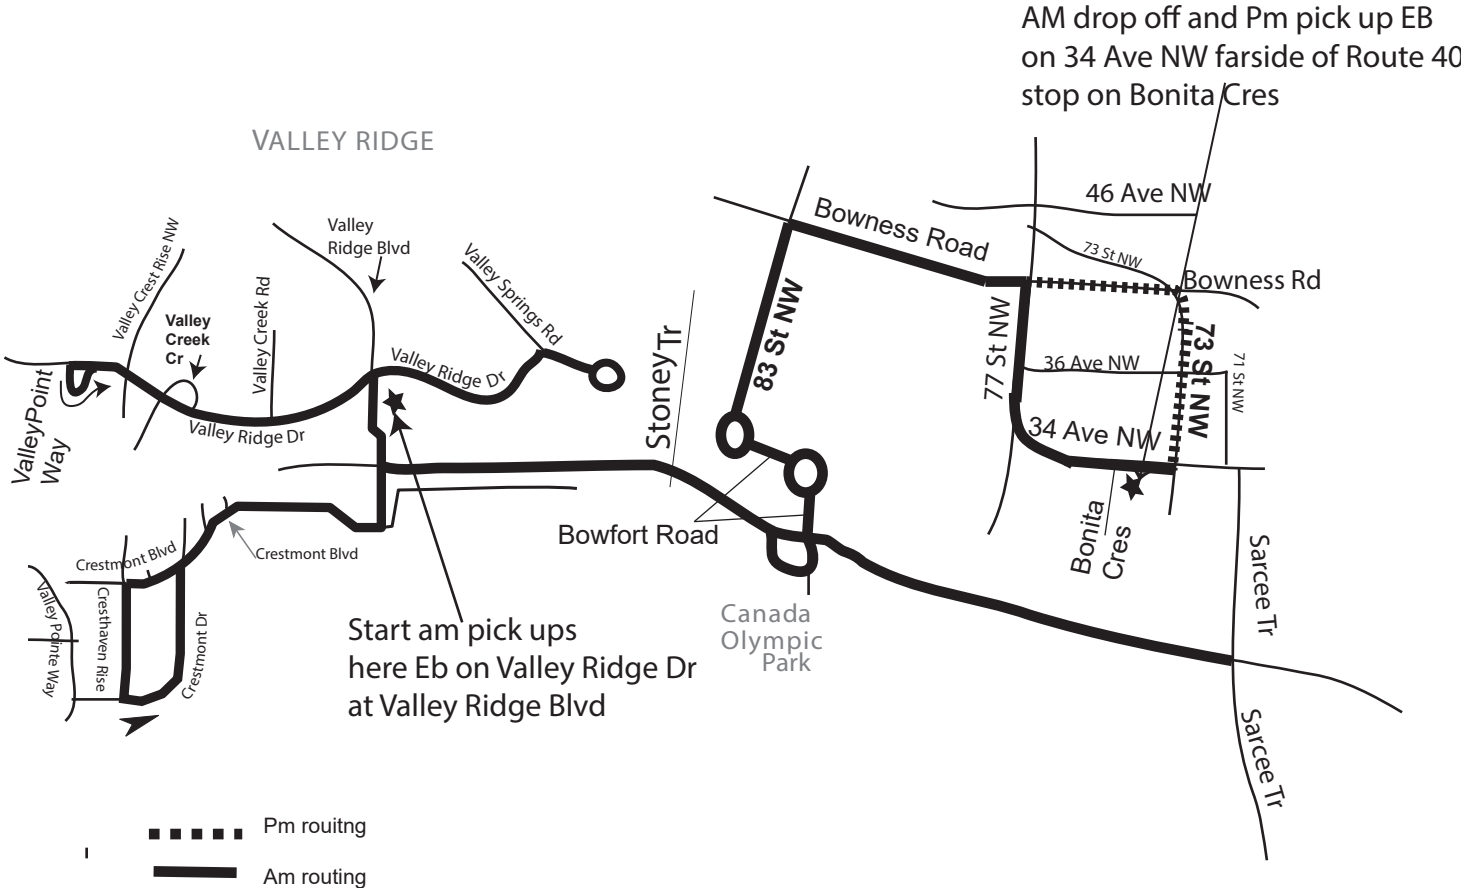 AM drop off and Pm pick up EB
on 34 Ave NW farside of Route 40
stop on Bonita Cres
VALLEY RIDGE
46 Ave NW
Valley
Ridge Blvd
Bowness Road
Valley Crest Rise NW
Valley Springs Rd
73 St NW
Bowness Rd
Valley Creek Rd
Valley
Creek
Cr
83 St NW
Stoney Tr
77 St NW
73 St NW
36 Ave NW
71 St NW
Valley Ridge Dr
ValleyPoint
Way
Valley Ridge Dr
34 Ave NW
Bowfort Road
Bonita
Cres
Crestmont Blvd
Crestmont Blvd
Sarcee Tr
Valley Pointe Way
Cresthaven Rise
Crestmont Dr
Canada
Olympic
Park
Start am pick ups
here Eb on Valley Ridge Dr
at Valley Ridge Blvd
Sarcee Tr
Pm rouitng
Am routing